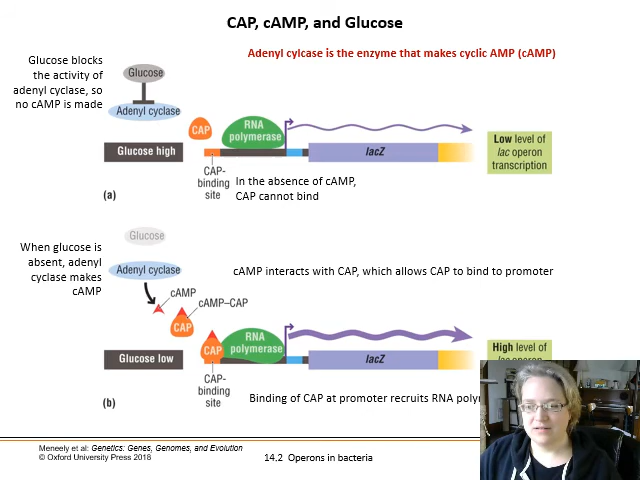 CAP, cAMP, and Glucose
Adenyl cylcase is the enzyme that makes cyclic AMP (cAMP)
Glucose blocks
the activity of
adenyl cyclase, so
no cAMP is made
Glucose
Adenyl cyclase
CAP
RNA
polymerase
Glucose high
lacZ
Low level of
lac operon
transcription
CAP-
binding
site
In the absence of cAMP,
CAP cannot bind
(a)
Glucose
When glucose is
absent, adenyl
cyclase makes
cAMP
Adenyl cyclase
cAMP interacts with CAP, which allows CAP to bind to promoter
cAMP
cAMP–CAP
CAP
RNA
polymerase
CAP
Glucose low
lacZ
High level of
lac operon
CAP-
binding
site
Binding of CAP at promoter recruits RNA
(b)
Meneely et al: Genetics: Genes, Genomes, and Evolution
© Oxford University Press 2018
14.2 Operons in bacteria